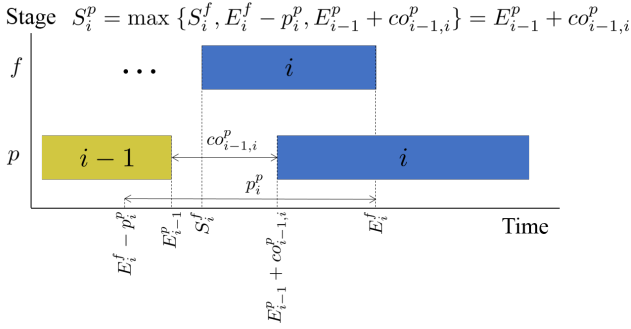 Stage $S_i^p = \max \{S_i^f, E_i^f - p_i^p, E_{i-1}^p + co_{i-1,i}^p\} = E_{i-1}^p + co_{i-1,i}^p$
$f$ ... $i$
$co_{i-1,i}^p$
$p$ $i-1$ $i$
$p_i^p$
$E_i^f - p_i^p$ $E_{i-1}^p$ $S_i^f$ $E_{i-1}^p + co_{i-1,i}^p$ $E_i^f$ Time